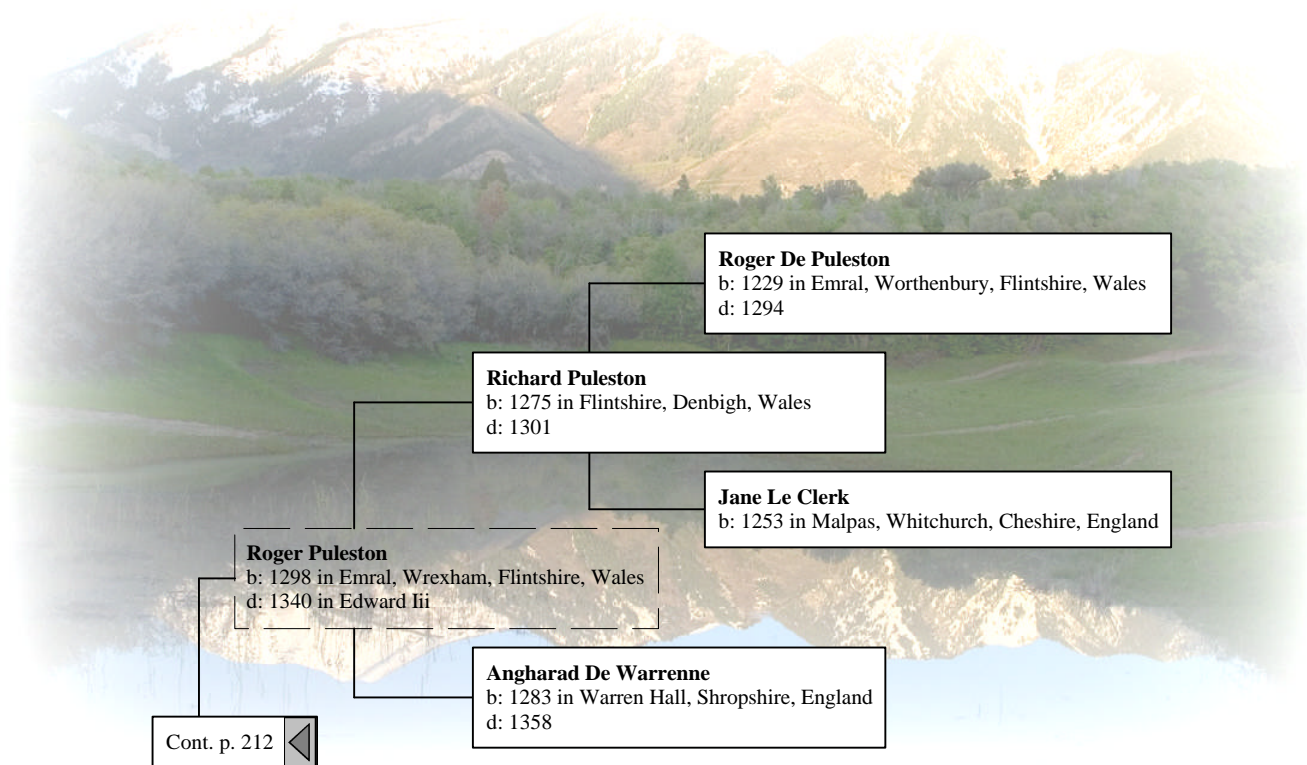 Roger De Puleston
b: 1229 in Emral, Worthenbury, Flintshire, Wales
d: 1294
Richard Puleston
b: 1275 in Flintshire, Denbigh, Wales
d: 1301
Jane Le Clerk
b: 1253 in Malpas, Whitchurch, Cheshire, England
Roger Puleston
b: 1298 in Emral, Wrexham, Flintshire, Wales
d: 1340 in Edward Iii
Angharad De Warrenne
b: 1283 in Warren Hall, Shropshire, England
d: 1358
Cont. p. 212